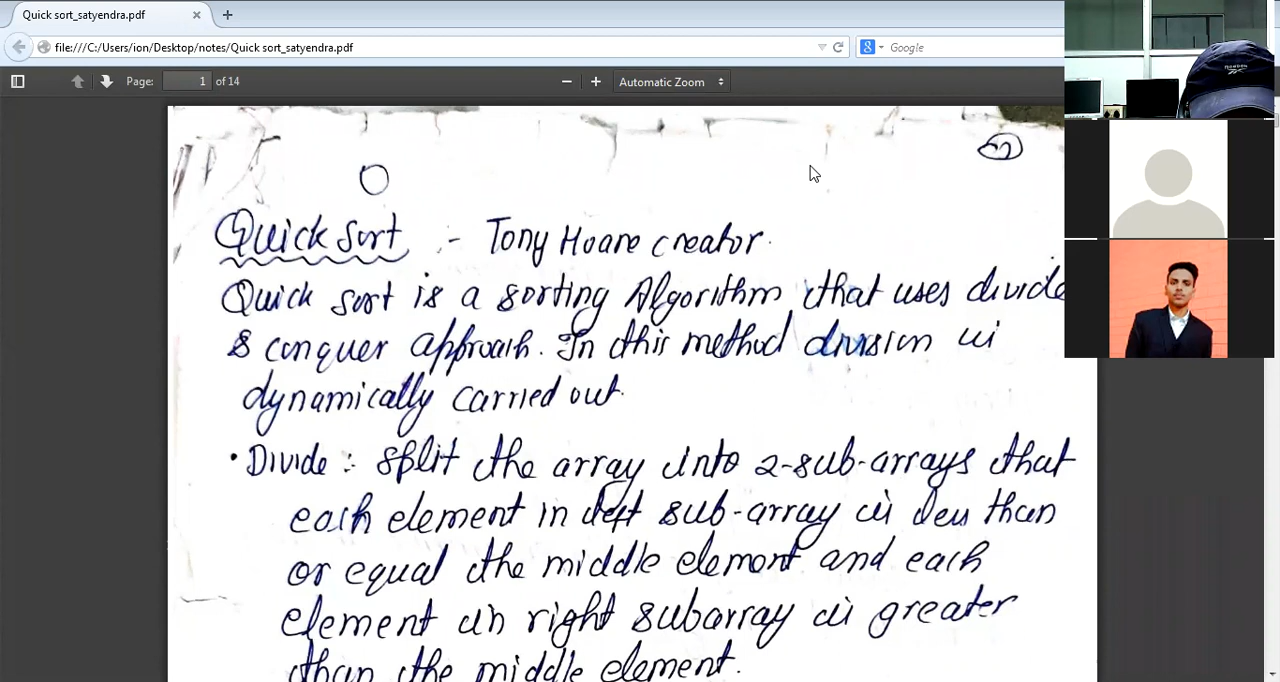 Quick sort_satyendra.pdf
file:///C:/Users/ion/Desktop/notes/Quick sort_satyendra.pdf
Google
Page: 1 of 14
Automatic Zoom
Reebok
Quick Sort :- Tony Hoare creator.
Quick sort is a sorting Algorithm that uses divide
& conquer approach. In this method division is
dynamically carried out.
• Divide : split the array into 2-sub-arrays that
each element in left sub-array is less than
or equal the middle element and each
element in right subarray is greater
than the middle element.